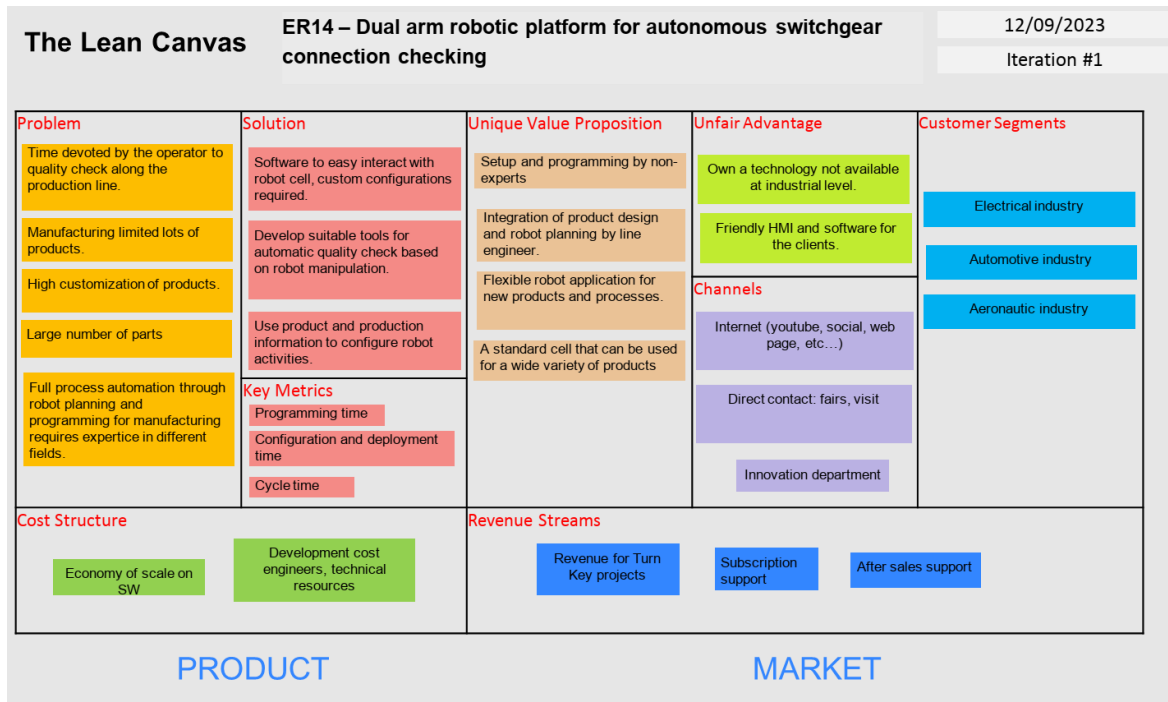 The Lean Canvas
ER14 – Dual arm robotic platform for autonomous switchgear
connection checking
12/09/2023
Iteration #1
Problem
Time devoted by the operator to
quality check along the
production line.
Manufacturing limited lots of
products.
High customization of products.
Large number of parts
Full process automation through
robot planning and
programming for manufacturing
requires expertice in different
fields.
Solution
Software to easy interact with
robot cell, custom configurations
required.
Develop suitable tools for
automatic quality check based
on robot manipulation.
Use product and production
information to configure robot
activities.
Key Metrics
Programming time
Configuration and deployment
time
Cycle time
Unique Value Proposition
Setup and programming by non-
experts
Integration of product design
and robot planning by line
engineer.
Flexible robot application for
new products and processes.
A standard cell that can be used
for a wide variety of products
Unfair Advantage
Own a technology not available
at industrial level.
Friendly HMI and software for
the clients.
Channels
Internet (youtube, social, web
page, etc…)
Direct contact: fairs, visit
Innovation department
Customer Segments
Electrical industry
Automotive industry
Aeronautic industry
Cost Structure
Economy of scale on
SW
Development cost
engineers, technical
resources
Revenue Streams
Revenue for Turn
Key projects
Subscription
support
After sales support
PRODUCT
MARKET